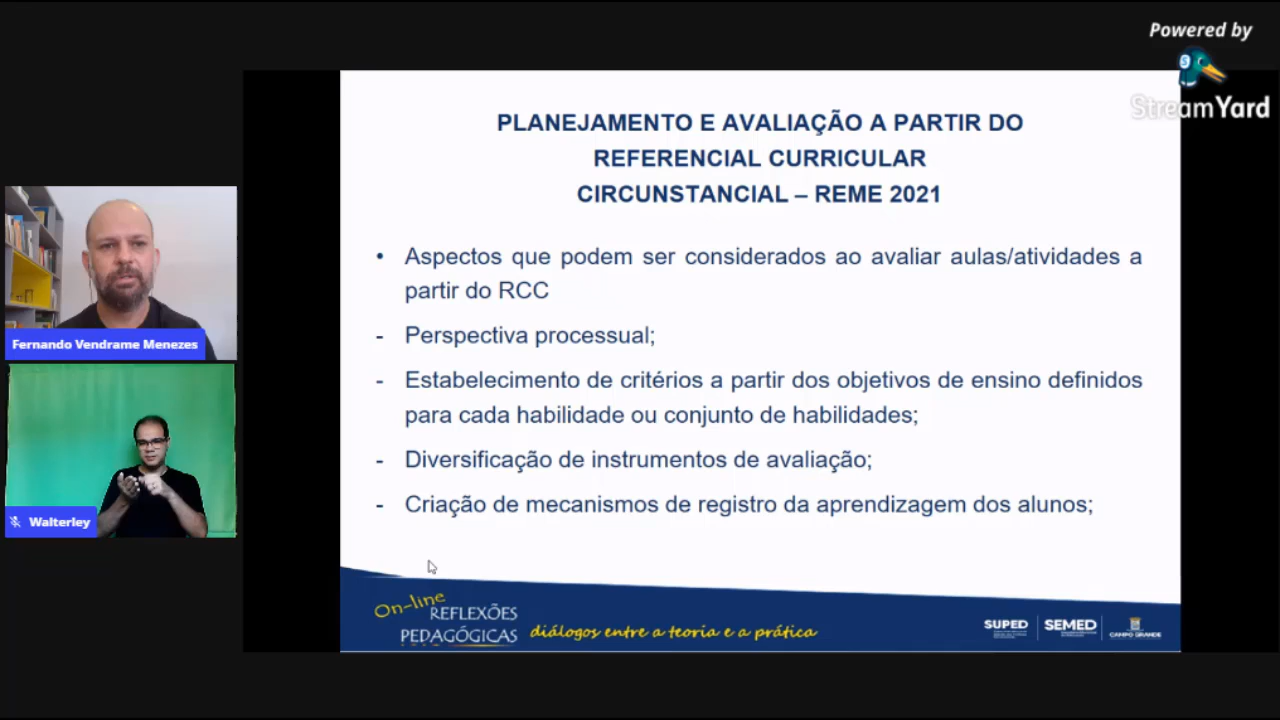 Powered by
StreamYard
PLANEJAMENTO E AVALIAÇÃO A PARTIR DO
REFERENCIAL CURRICULAR
CIRCUNSTANCIAL – REME 2021
• Aspectos que podem ser considerados ao avaliar aulas/atividades a
partir do RCC
- Perspectiva processual;
- Estabelecimento de critérios a partir dos objetivos de ensino definidos
para cada habilidade ou conjunto de habilidades;
- Diversificação de instrumentos de avaliação;
- Criação de mecanismos de registro da aprendizagem dos alunos;
Fernando Vendrame Menezes
Walterley
On-line
REFLEXÕES
PEDAGÓGICAS
diálogos entre a teoria e a prática
SUPED
SEMED
CAMPO GRANDE